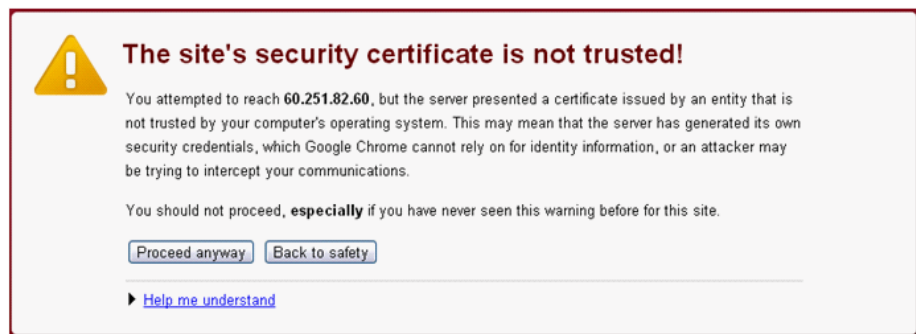 The site's security certificate is not trusted!
You attempted to reach 60.251.82.60, but the server presented a certificate issued by an entity that is
not trusted by your computer's operating system. This may mean that the server has generated its own
security credentials, which Google Chrome cannot rely on for identity information, or an attacker may
be trying to intercept your communications.
You should not proceed, especially if you have never seen this warning before for this site.
Proceed anyway Back to safety
Help me understand